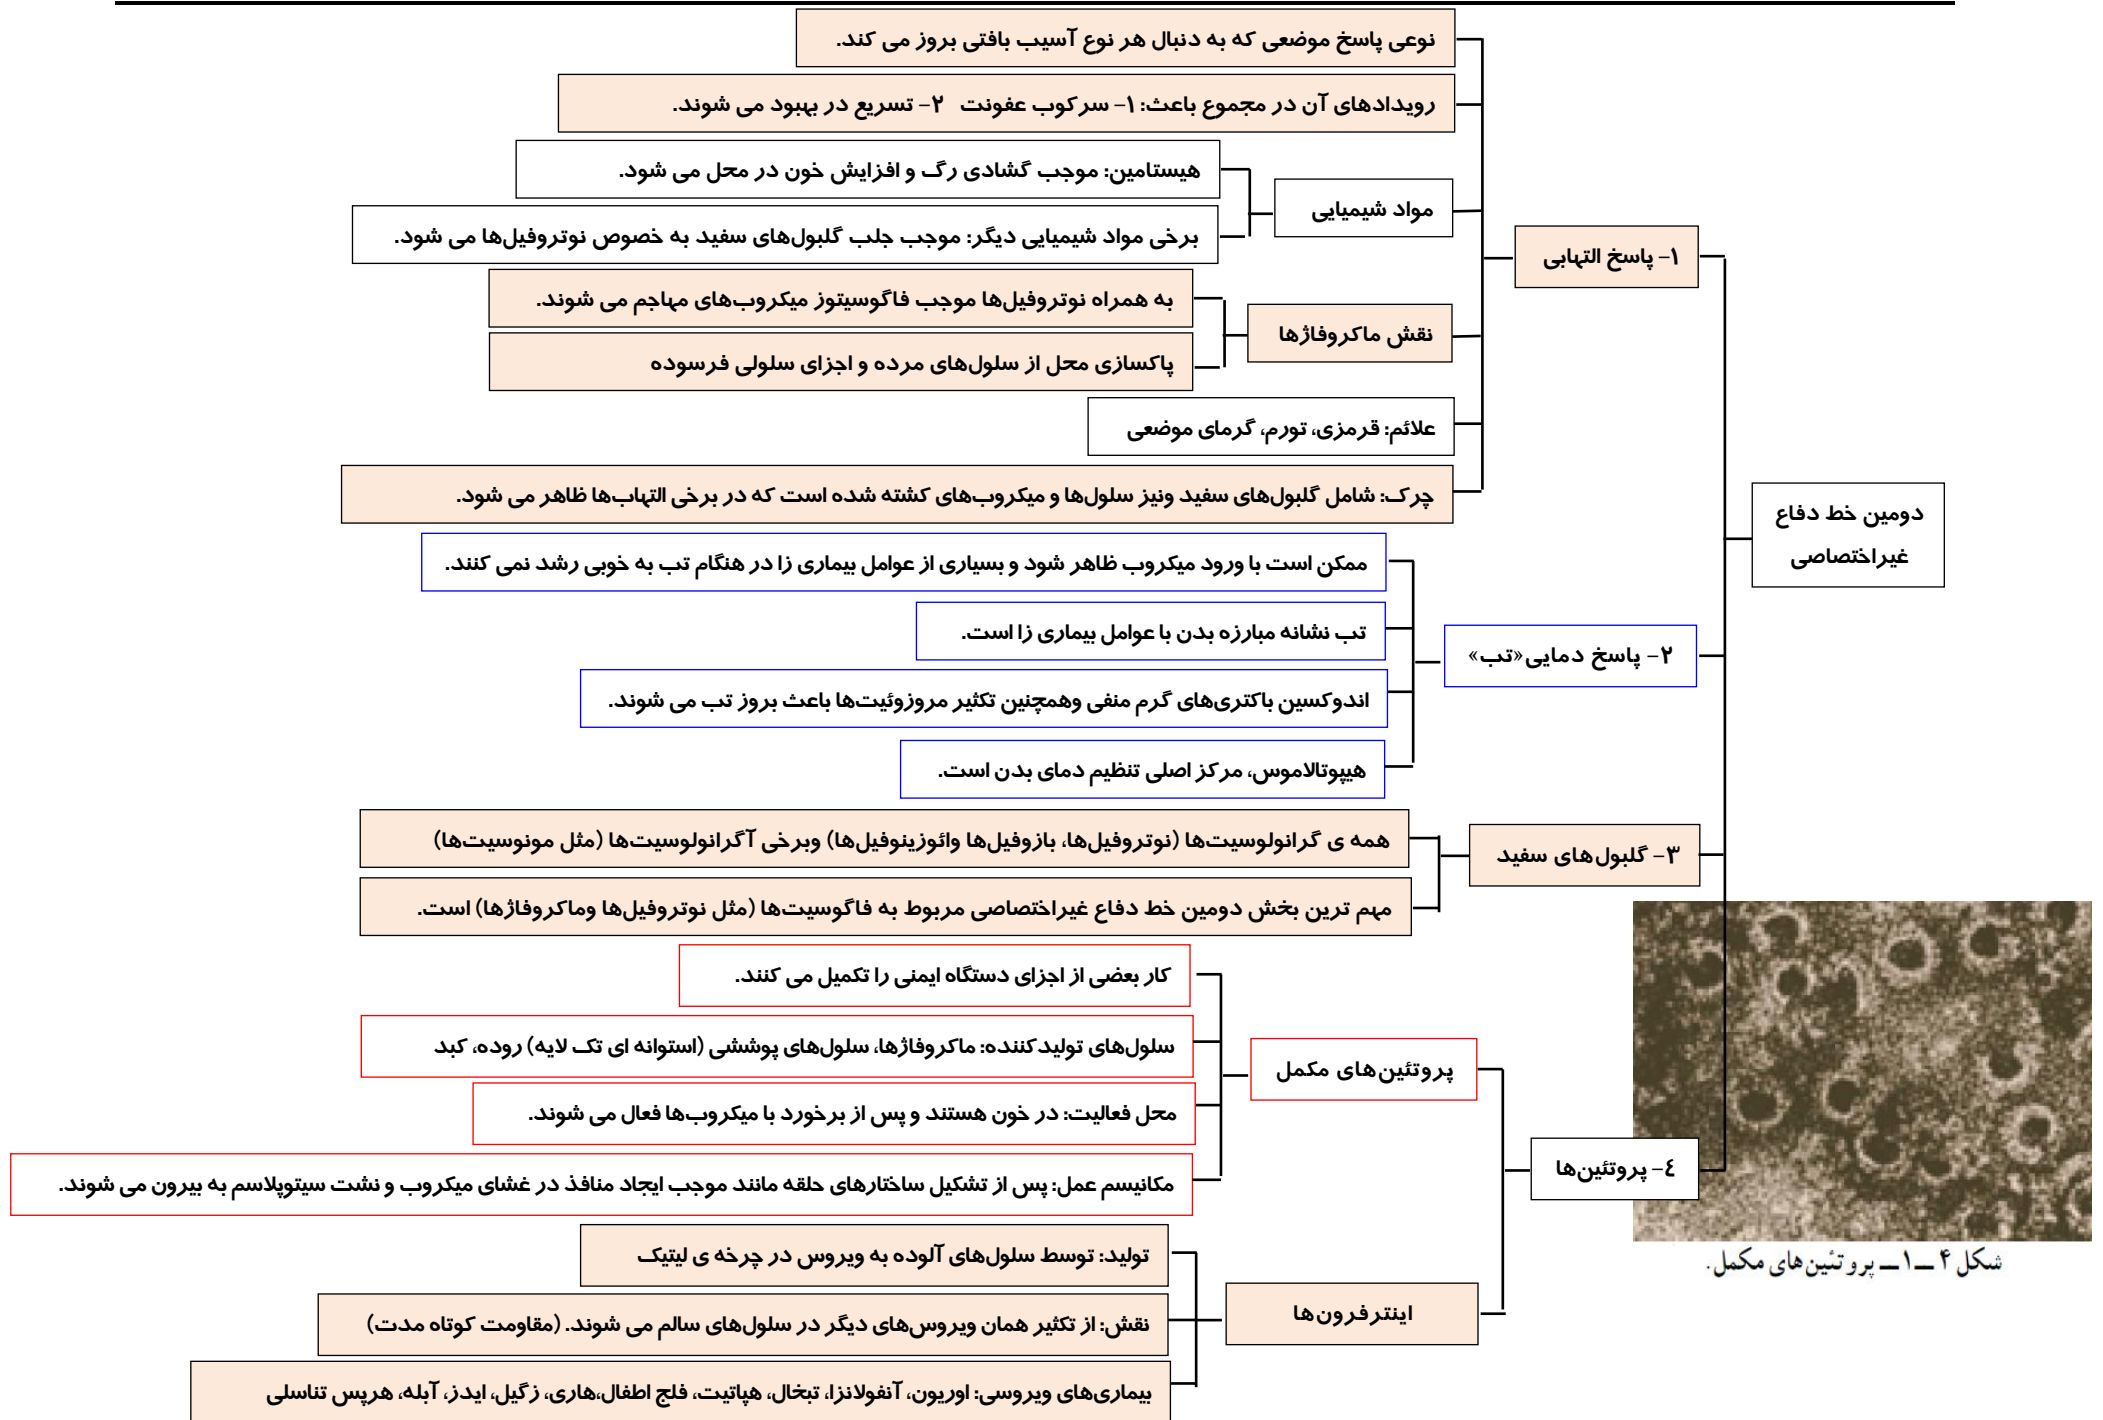 نوعی پاسخ موضعی که به دنبال هر نوع آسیب بافتی بروز می کند.
رویدادهای آن در مجموع باعث: ۱- سرکوب عفونت ۲- تسریع در بهبود می شوند.
هیستامین: موجب گشادی رگ و افزایش خون در محل می شود.
مواد شیمیایی
برخی مواد شیمیایی دیگر: موجب جلب گلبول‌های سفید به خصوص نوتروفیل‌ها می شود.
۱- پاسخ التهابی
به همراه نوتروفیل‌ها موجب فاگوسیتوز میکروب‌های مهاجم می شوند.
نقش ماکروفاژها
پاکسازی محل از سلول‌های مرده و اجزای سلولی فرسوده
علائم: قرمزی، تورم، گرمای موضعی
چرک: شامل گلبول‌های سفید ونیز سلول‌ها و میکروب‌های کشته شده است که در برخی التهاب‌ها ظاهر می شود.
دومین خط دفاع
غیراختصاصی
ممکن است با ورود میکروب ظاهر شود و بسیاری از عوامل بیماری زا در هنگام تب به خوبی رشد نمی کنند.
تب نشانه مبارزه بدن با عوامل بیماری زا است.
۲- پاسخ دمایی«تب»
اندوکسین باکتری‌های گرم منفی وهمچنین تکثیر مروزوئیت‌ها باعث بروز تب می شوند.
هیپوتالاموس، مرکز اصلی تنظیم دمای بدن است.
همه ی گرانولوسیت‌ها (نوتروفیل‌ها، بازوفیل‌ها وائوزینوفیل‌ها) وبرخی آگرانولوسیت‌ها (مثل مونوسیت‌ها)
۳- گلبول‌های سفید
مهم ترین بخش دومین خط دفاع غیراختصاصی مربوط به فاگوسیت‌ها (مثل نوتروفیل‌ها وماکروفاژها) است.
کار بعضی از اجزای دستگاه ایمنی را تکمیل می کنند.
سلول‌های تولیدکننده: ماکروفاژها، سلول‌های پوششی (استوانه ای تک لایه) روده، کبد
پروتئین‌های مکمل
محل فعالیت: در خون هستند و پس از برخورد با میکروب‌ها فعال می شوند.
٤- پروتئین‌ها
مکانیسم عمل: پس از تشکیل ساختارهای حلقه مانند موجب ایجاد منافذ در غشای میکروب و نشت سیتوپلاسم به بیرون می شوند.
شکل ۴ــ۱ــ پروتئین‌های مکمل.
تولید: توسط سلول‌های آلوده به ویروس در چرخه ی لیتیک
اینترفرون‌ها
نقش: از تکثیر همان ویروس‌های دیگر در سلول‌های سالم می شوند. (مقاومت کوتاه مدت)
بیماری‌های ویروسی: اوریون، آنفولانزا، تبخال، هپاتیت، فلج اطفال،هاری، زگیل، ایدز، آبله، هرپس تناسلی